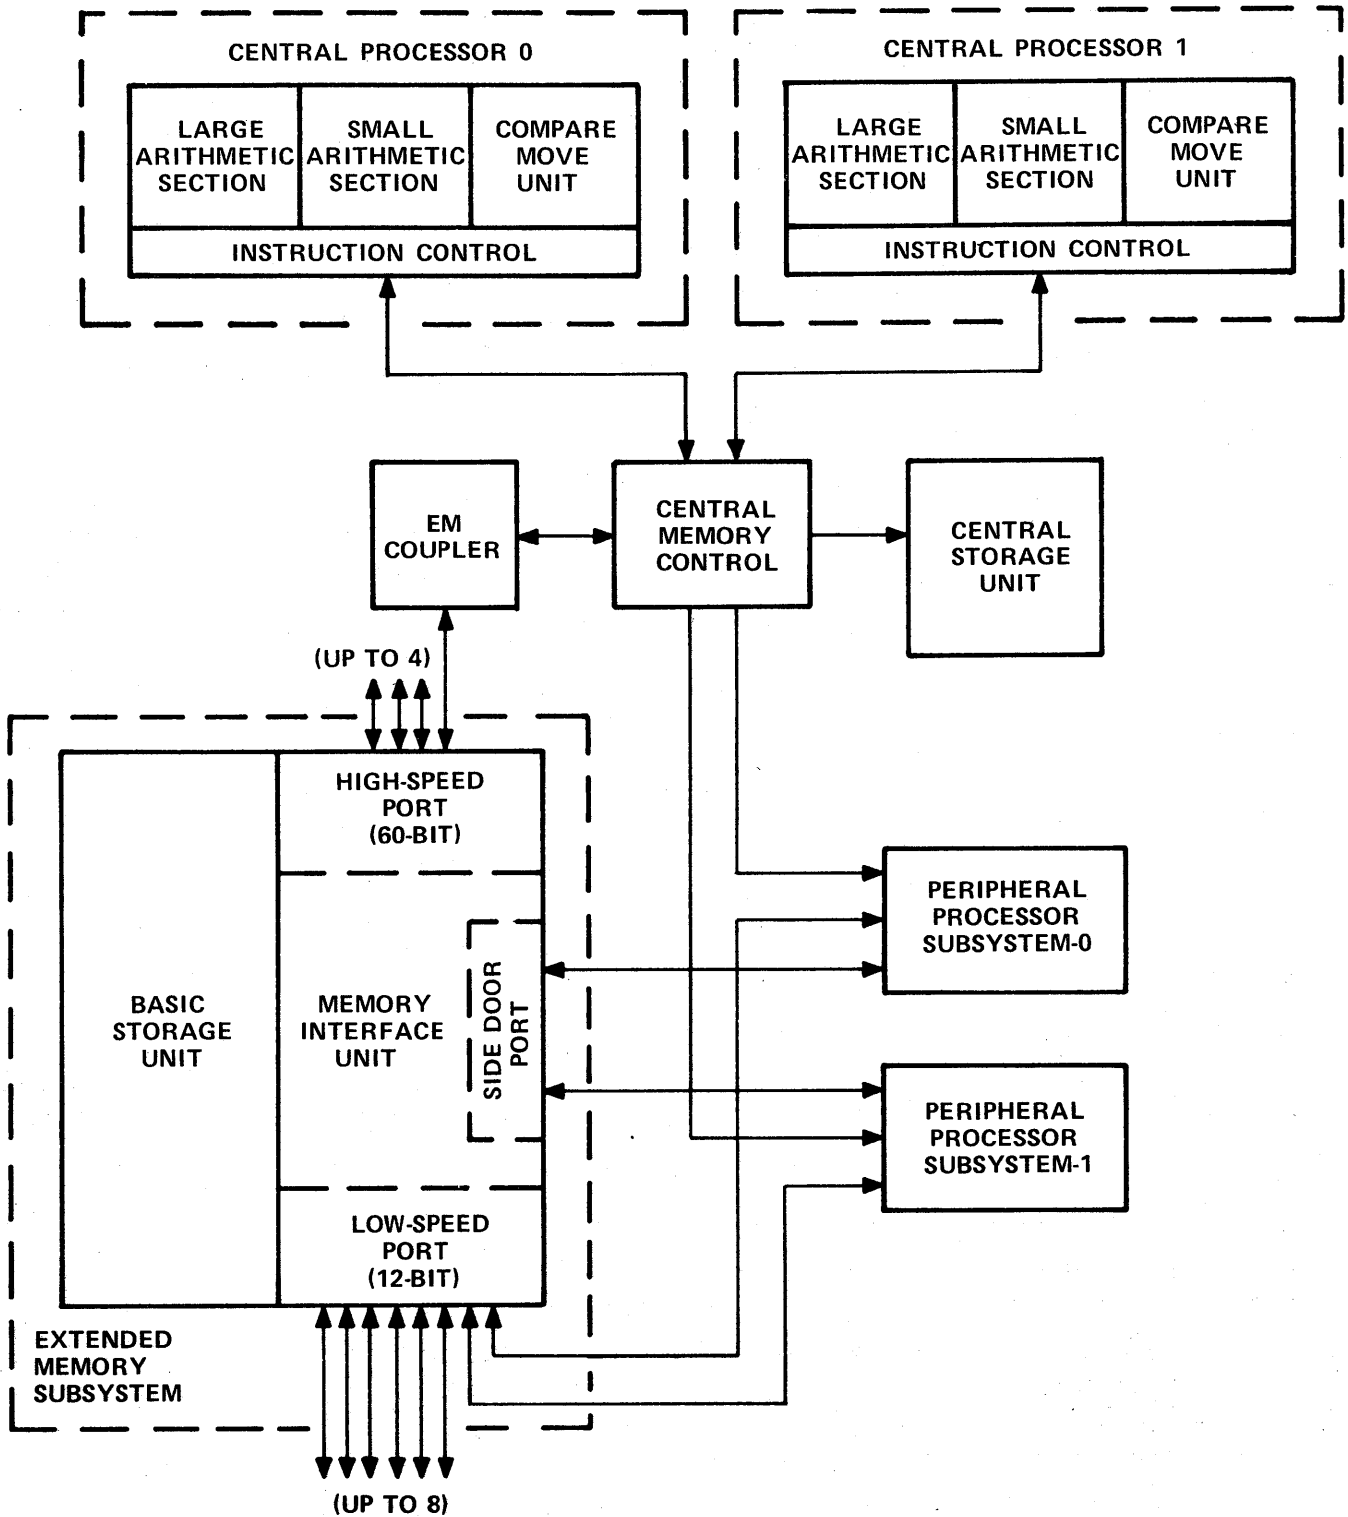 CENTRAL PROCESSOR 0
LARGE
ARITHMETIC
SECTION
SMALL
ARITHMETIC
SECTION
COMPARE
MOVE
UNIT
INSTRUCTION CONTROL
CENTRAL PROCESSOR 1
LARGE
ARITHMETIC
SECTION
SMALL
ARITHMETIC
SECTION
COMPARE
MOVE
UNIT
INSTRUCTION CONTROL
EM
COUPLER
CENTRAL
MEMORY
CONTROL
CENTRAL
STORAGE
UNIT
(UP TO 4)
HIGH-SPEED
PORT
(60-BIT)
BASIC
STORAGE
UNIT
MEMORY
INTERFACE
UNIT
SIDE DOOR
PORT
PERIPHERAL
PROCESSOR
SUBSYSTEM-0
PERIPHERAL
PROCESSOR
SUBSYSTEM-1
LOW-SPEED
PORT
(12-BIT)
EXTENDED
MEMORY
SUBSYSTEM
(UP TO 8)